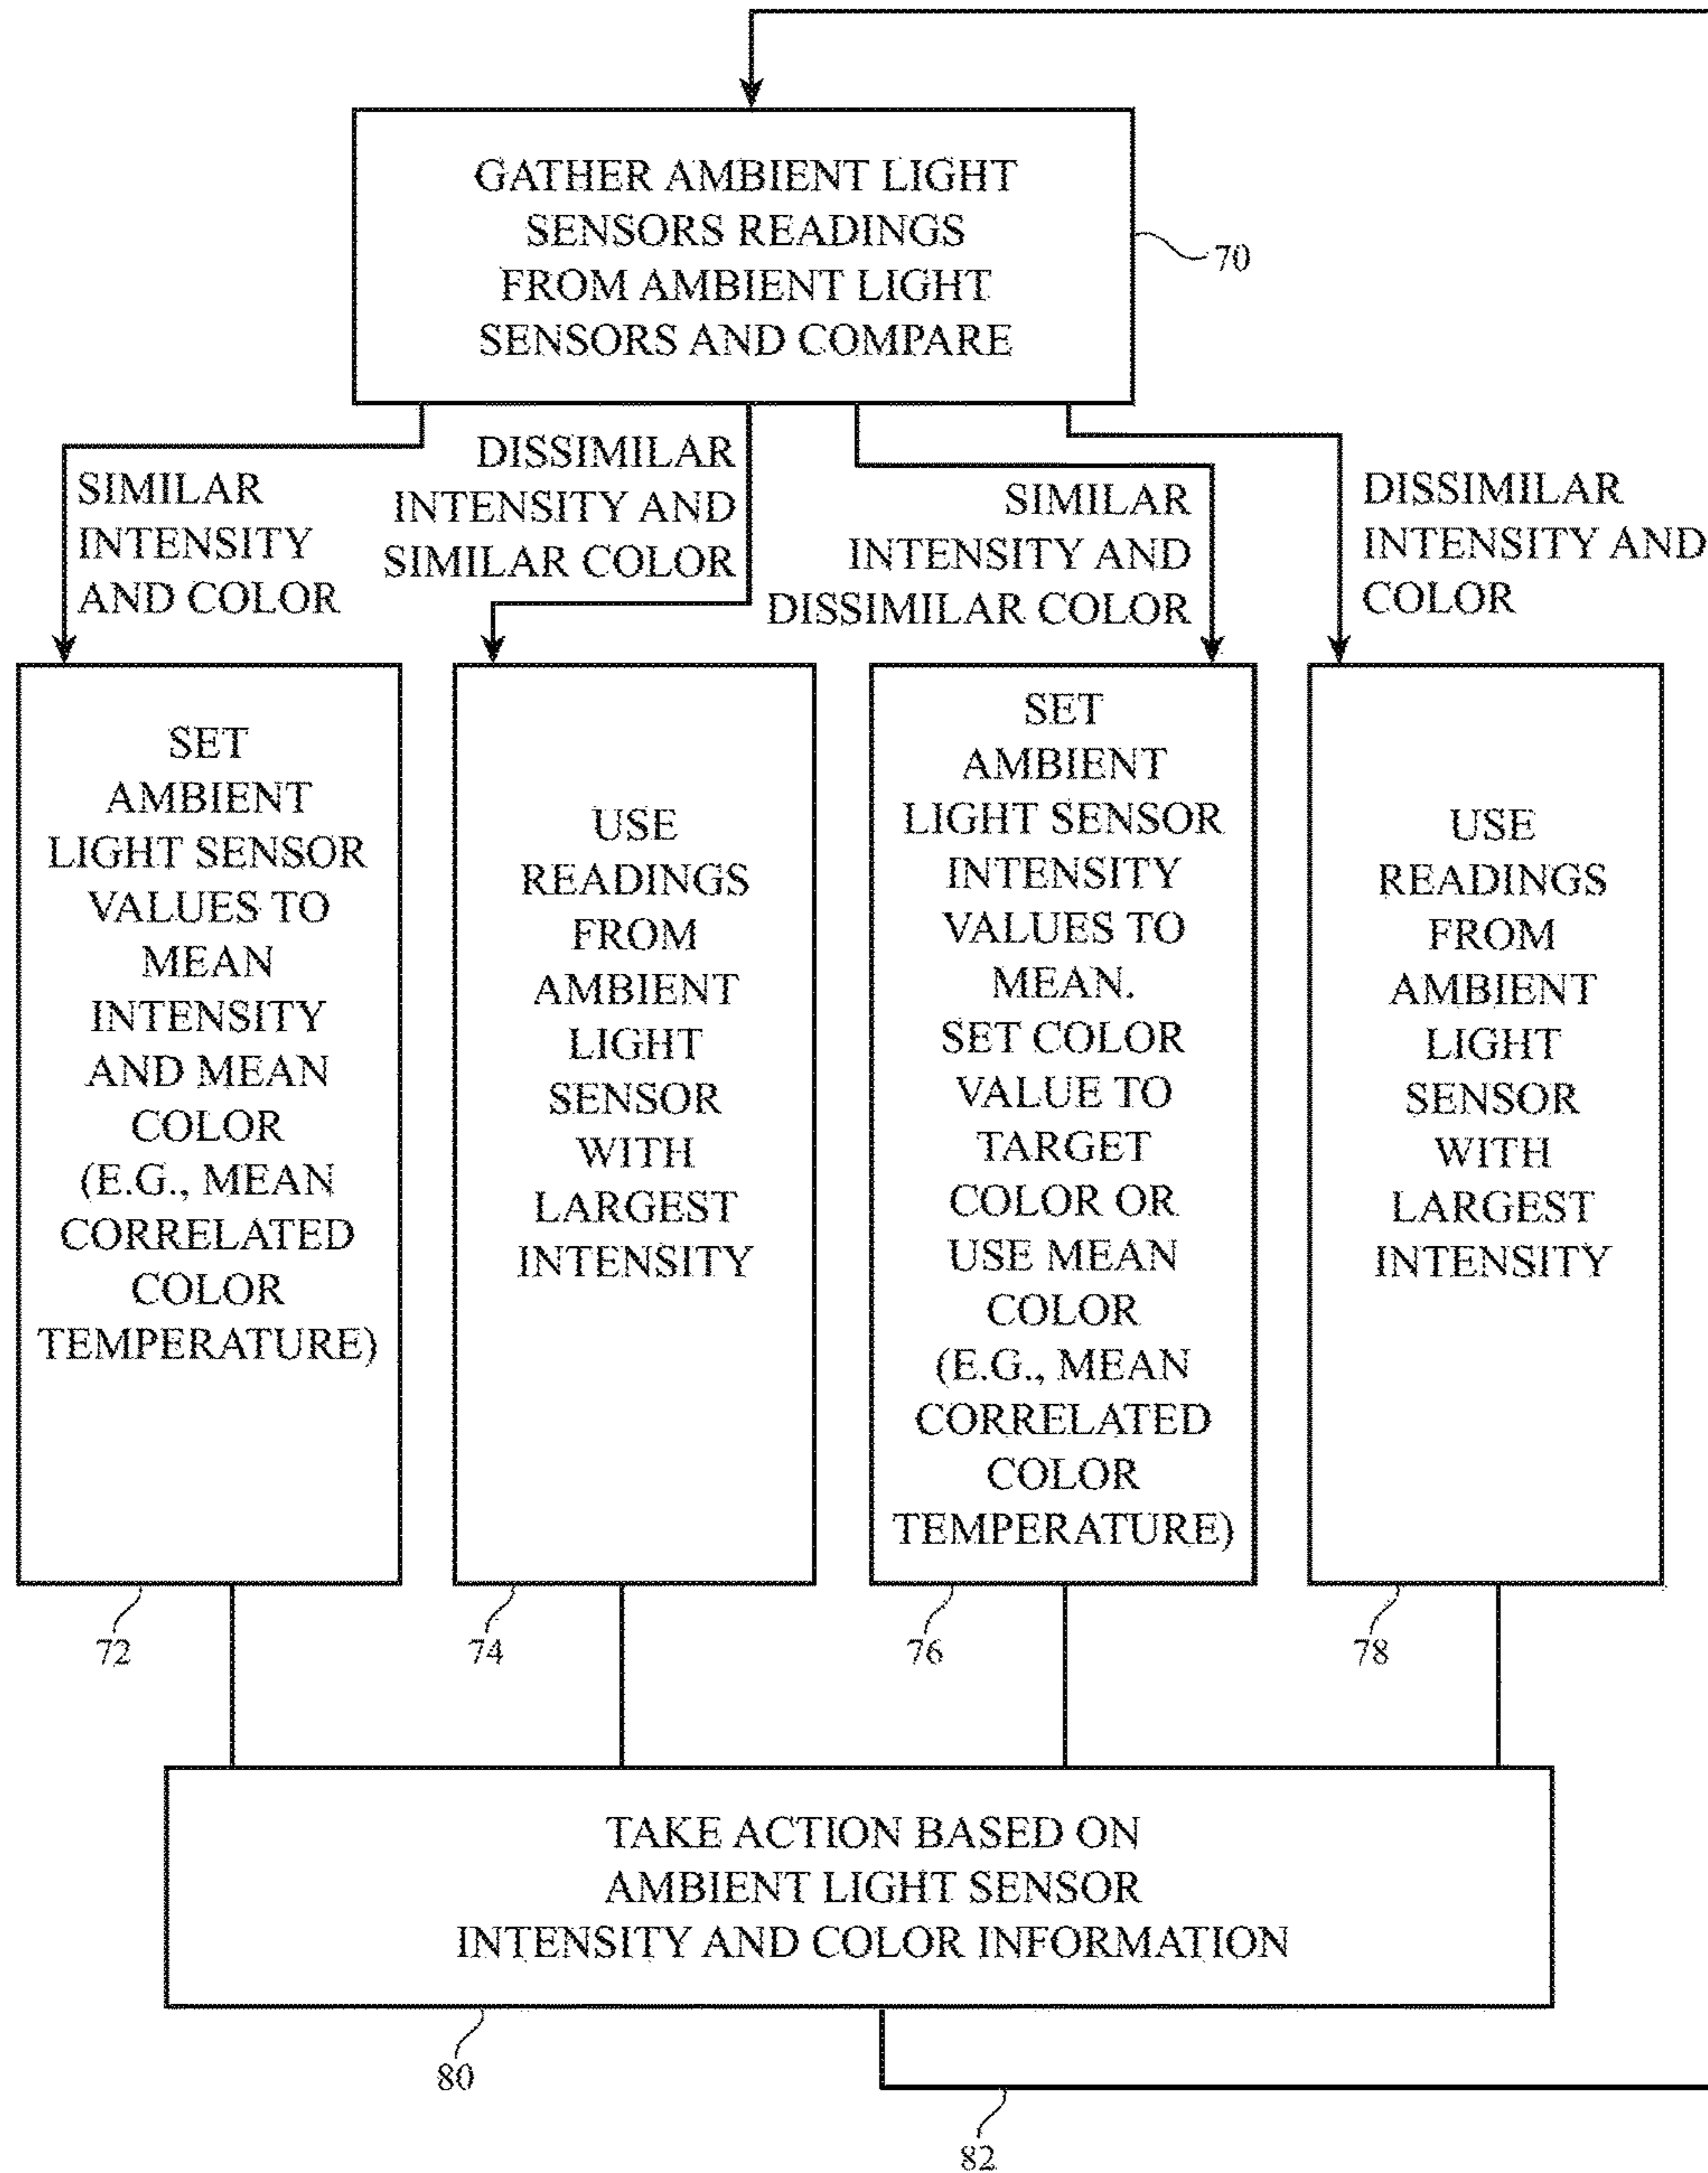 GATHER AMBIENT LIGHT
SENSORS READINGS
FROM AMBIENT LIGHT
SENSORS AND COMPARE
70
SIMILAR
INTENSITY
AND COLOR
DISSIMILAR
INTENSITY AND
SIMILAR COLOR
SIMILAR
INTENSITY AND
DISSIMILAR COLOR
DISSIMILAR
INTENSITY AND
COLOR
SET
AMBIENT
LIGHT SENSOR
VALUES TO
MEAN
INTENSITY
AND MEAN
COLOR
(E.G., MEAN
CORRELATED
COLOR
TEMPERATURE)
72
USE
READINGS
FROM
AMBIENT
LIGHT
SENSOR
WITH
LARGEST
INTENSITY
74
SET
AMBIENT
LIGHT SENSOR
INTENSITY
VALUES TO
MEAN.
SET COLOR
VALUE TO
TARGET
COLOR OR
USE MEAN
COLOR
(E.G., MEAN
CORRELATED
COLOR
TEMPERATURE)
76
USE
READINGS
FROM
AMBIENT
LIGHT
SENSOR
WITH
LARGEST
INTENSITY
78
TAKE ACTION BASED ON
AMBIENT LIGHT SENSOR
INTENSITY AND COLOR INFORMATION
80
82